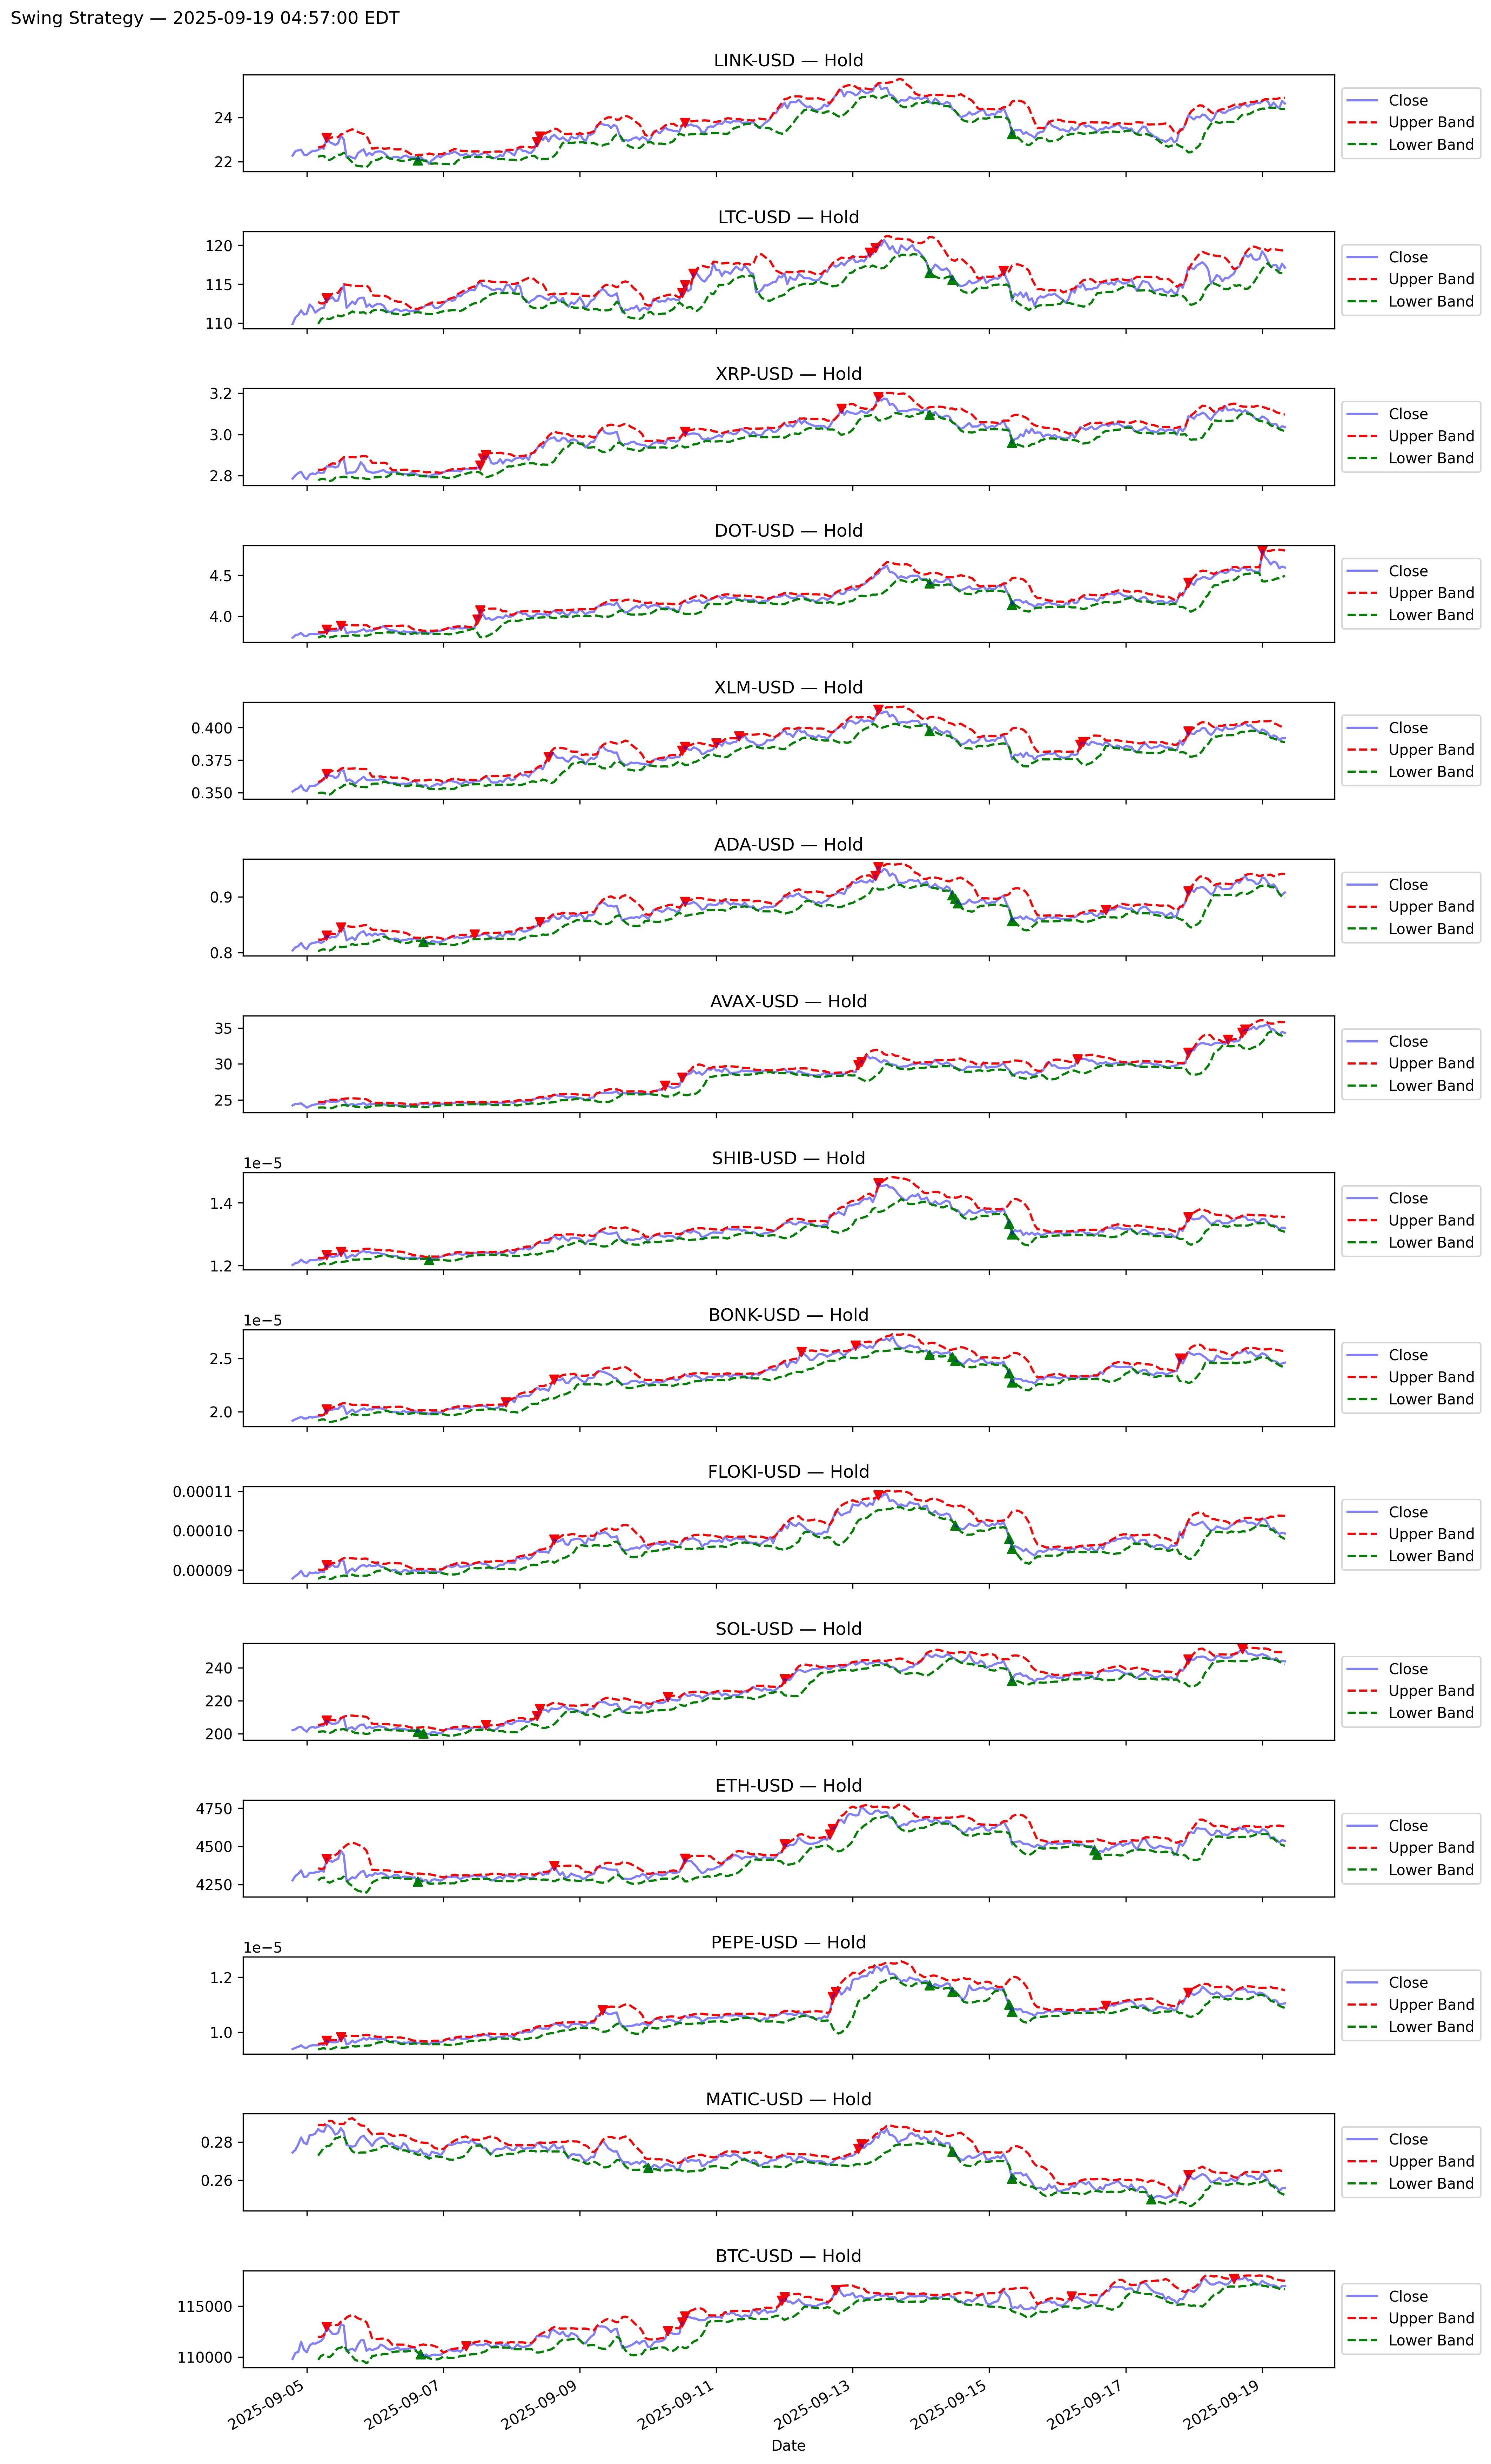 Swing Strategy — 2025-09-19 04:57:00 EDT
LINK-USD — Hold
24
22
Close
Upper Band
Lower Band
LTC-USD — Hold
120
115
110
Close
Upper Band
Lower Band
XRP-USD — Hold
3.2
3.0
2.8
Close
Upper Band
Lower Band
DOT-USD — Hold
4.5
4.0
Close
Upper Band
Lower Band
XLM-USD — Hold
0.400
0.375
0.350
Close
Upper Band
Lower Band
ADA-USD — Hold
0.9
0.8
Close
Upper Band
Lower Band
AVAX-USD — Hold
35
30
25
Close
Upper Band
Lower Band
SHIB-USD — Hold
1e−5
1.4
1.2
Close
Upper Band
Lower Band
BONK-USD — Hold
1e−5
2.5
2.0
Close
Upper Band
Lower Band
FLOKI-USD — Hold
0.00011
0.00010
0.00009
Close
Upper Band
Lower Band
SOL-USD — Hold
240
220
200
Close
Upper Band
Lower Band
ETH-USD — Hold
4750
4500
4250
Close
Upper Band
Lower Band
PEPE-USD — Hold
1e−5
1.2
1.0
Close
Upper Band
Lower Band
MATIC-USD — Hold
0.28
0.26
Close
Upper Band
Lower Band
BTC-USD — Hold
115000
110000
Close
Upper Band
Lower Band
2025-09-05
2025-09-07
2025-09-09
2025-09-11
2025-09-13
2025-09-15
2025-09-17
2025-09-19
Date